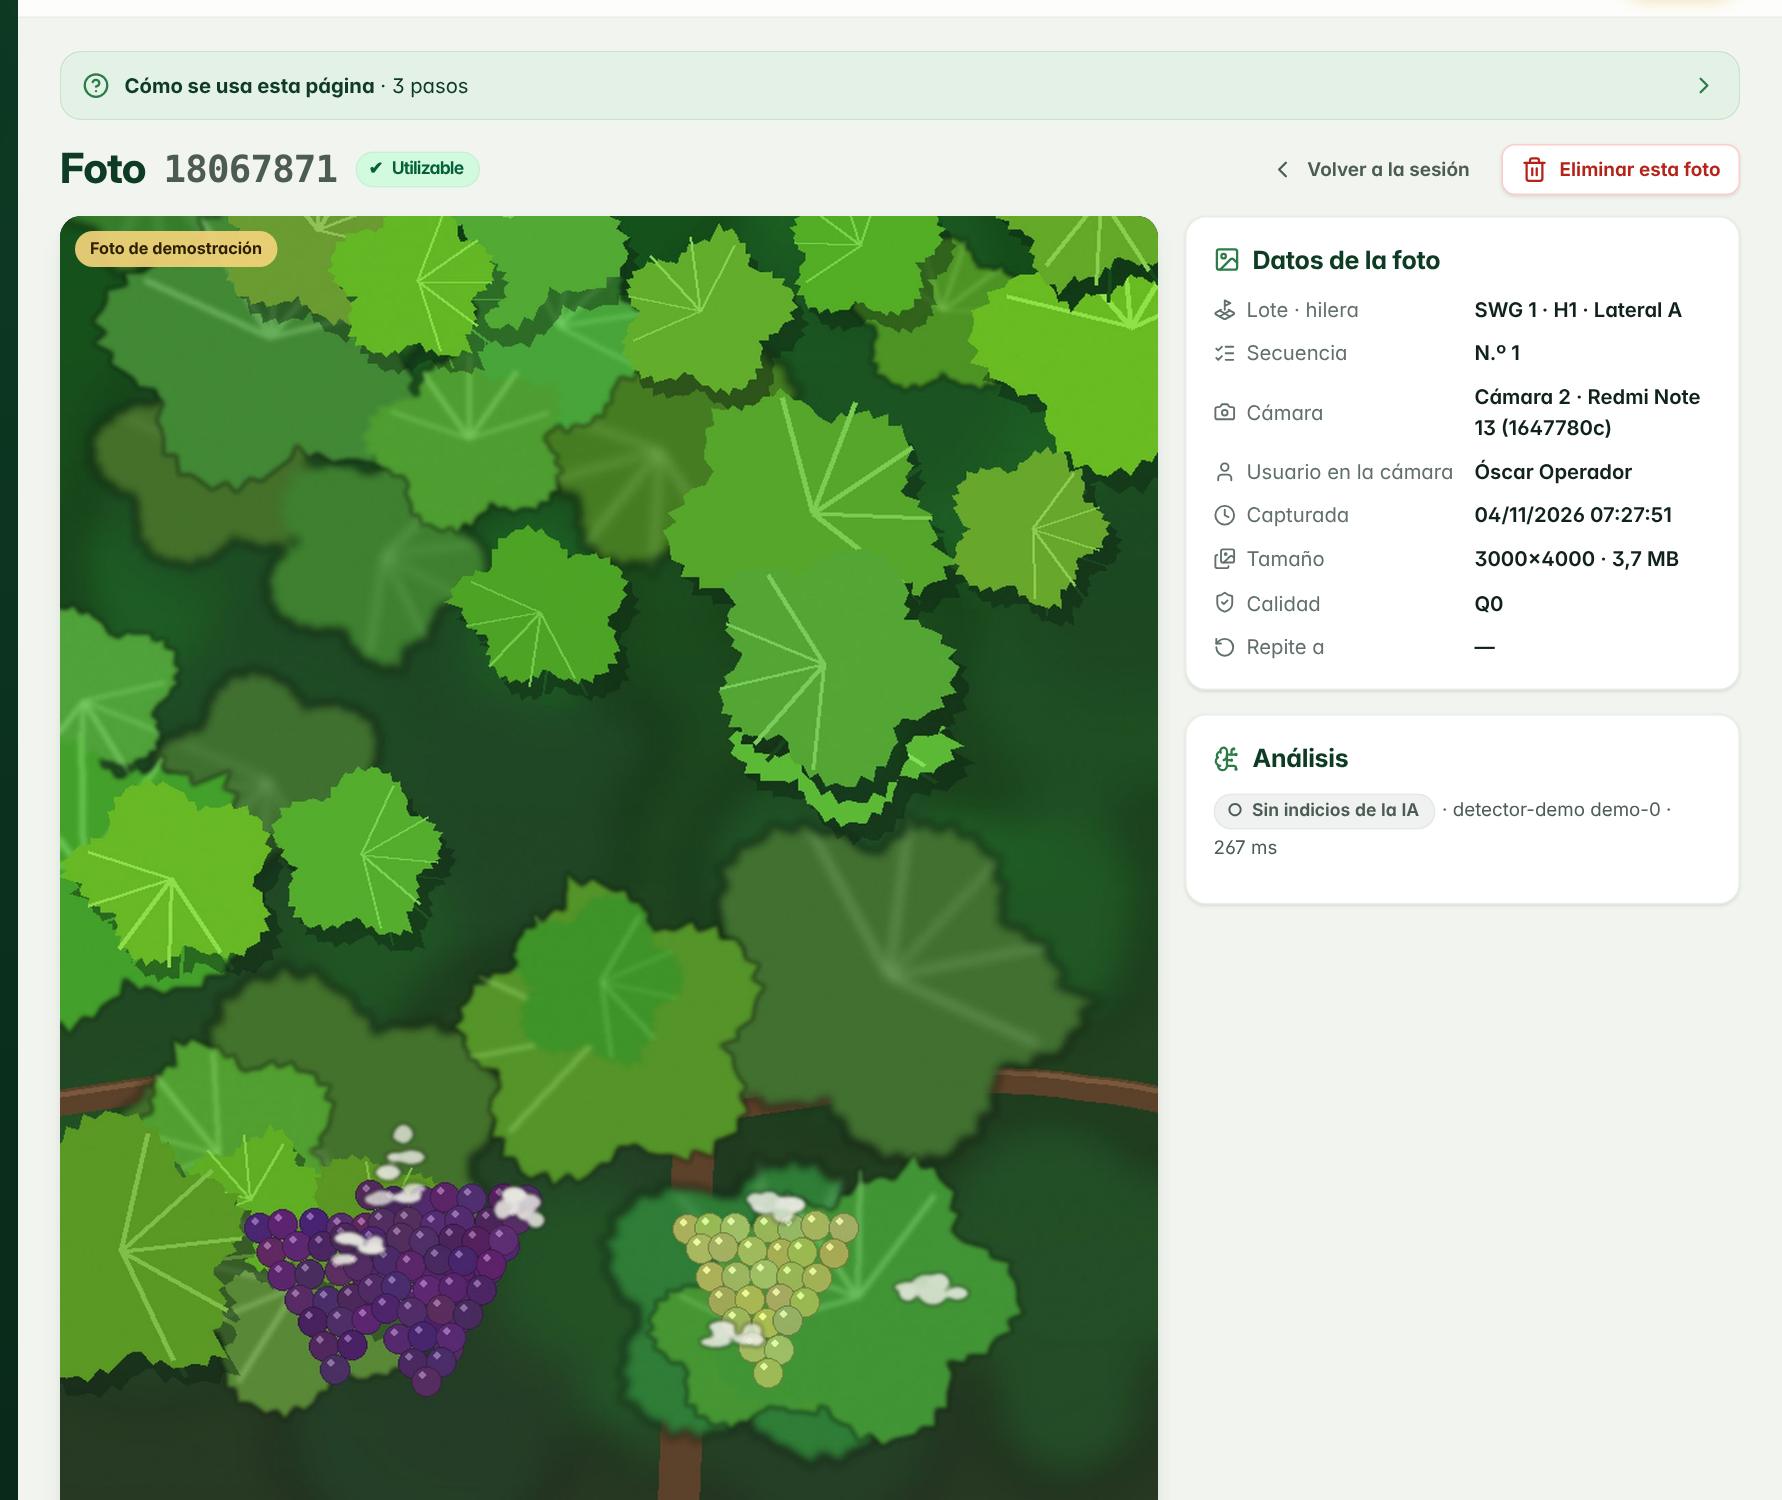 Cómo se usa esta página · 3 pasos
Foto 18067871 ✔ Utilizable
Volver a la sesión
Eliminar esta foto
Foto de demostración
Datos de la foto
Lote · hilera SWG 1 · H1 · Lateral A
Secuencia N.º 1
Cámara Cámara 2 · Redmi Note
13 (1647780c)
Usuario en la cámara Óscar Operador
Capturada 04/11/2026 07:27:51
Tamaño 3000×4000 · 3,7 MB
Calidad Q0
Repite a —
Análisis
Sin indicios de la IA · detector-demo demo-0 ·
267 ms